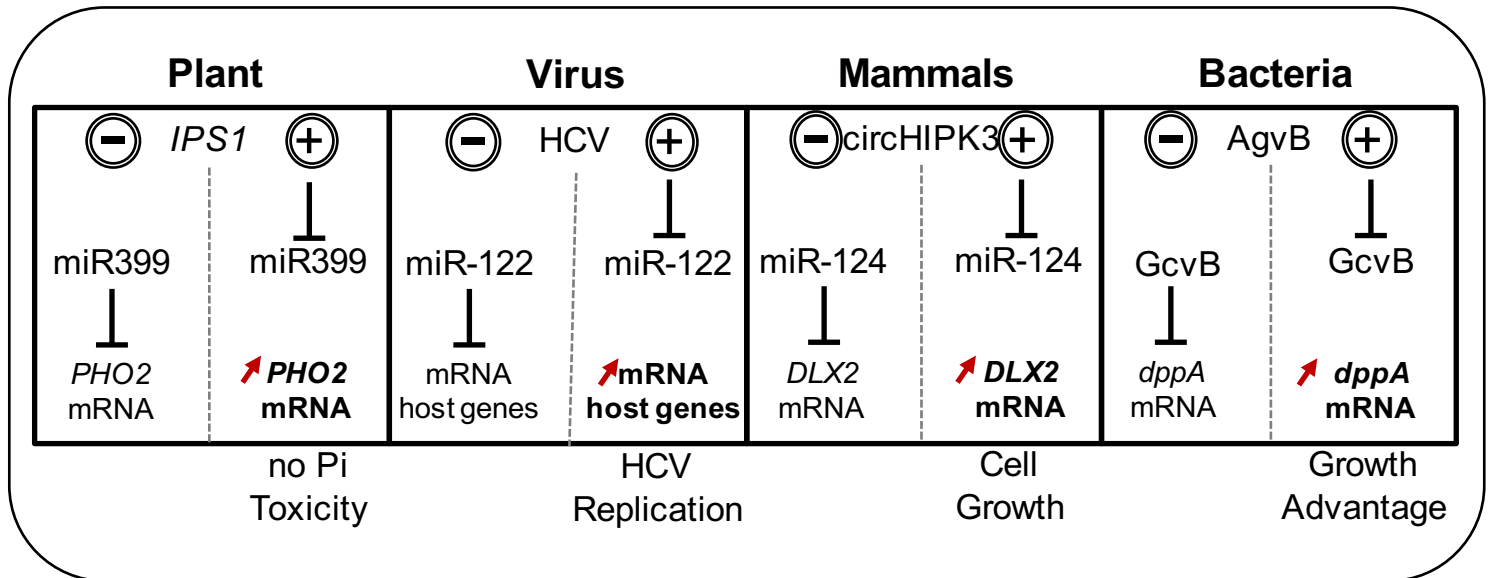 Plant Virus Mammals Bacteria
− IPS1 + − HCV + − circHIPK3 + − AgvB +
miR399 miR399 miR-122 miR-122 miR-124 miR-124 GcvB GcvB
PHO2 PHO2 mRNA mRNA DLX2 DLX2 dppA dppA
mRNA mRNA host genes host genes mRNA mRNA mRNA mRNA
no Pi HCV Cell Growth
Toxicity Replication Growth Advantage